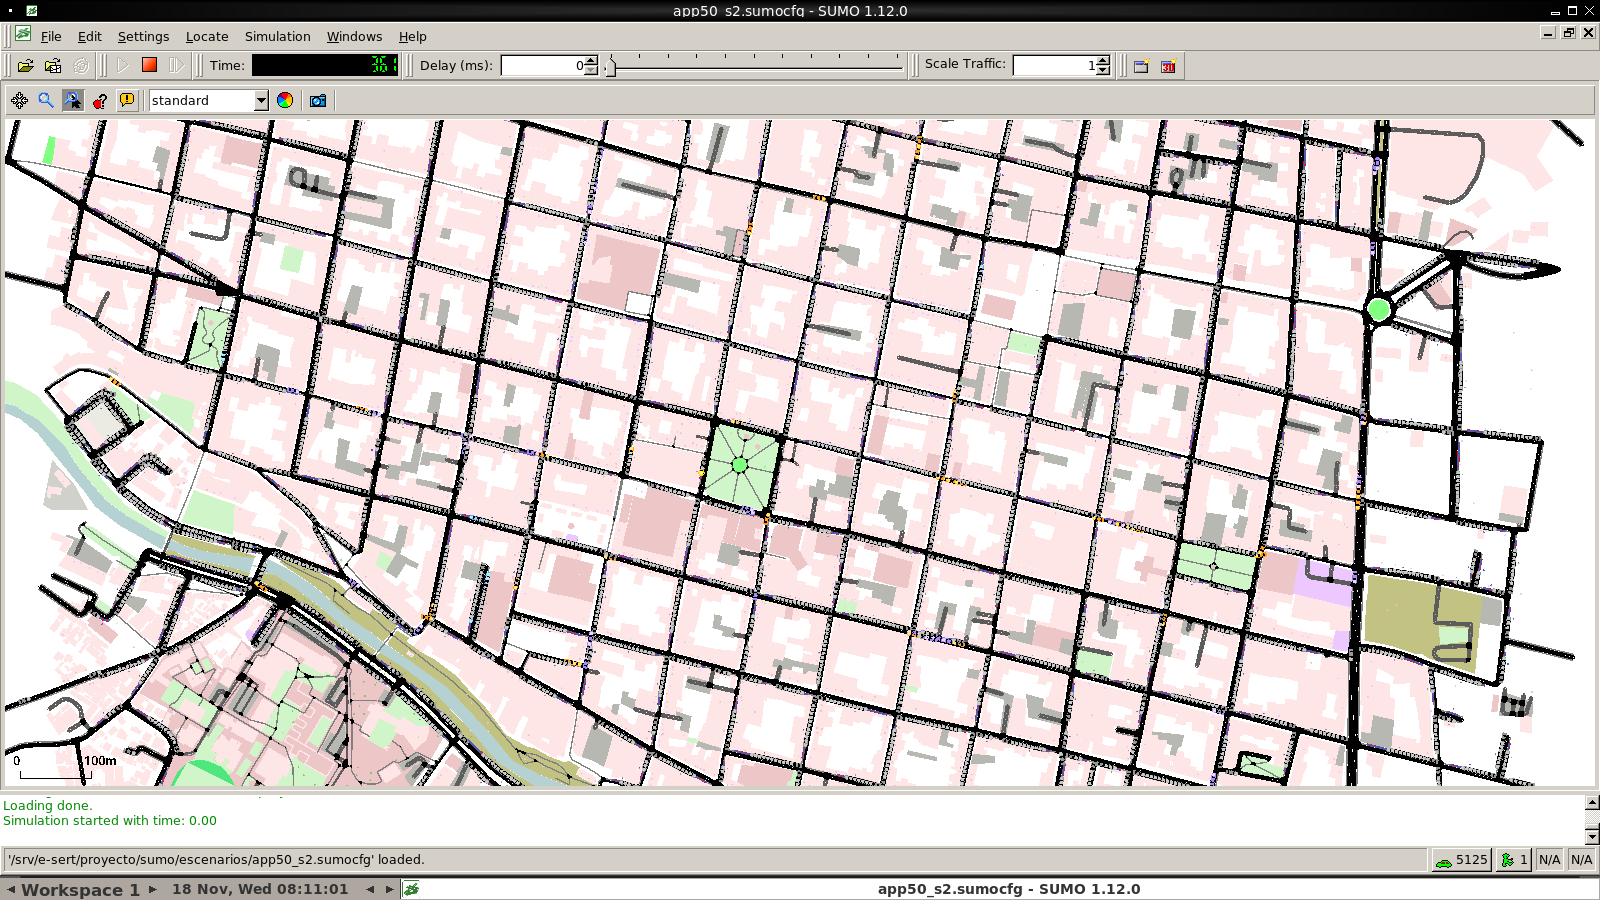 app50_s2.sumocfg - SUMO 1.12.0
File Edit Settings Locate Simulation Windows Help
Time: 361 Delay (ms): 0 Scale Traffic: 1
standard
0 100m
Loading done.
Simulation started with time: 0.00
'/srv/e-sert/proyecto/sumo/escenarios/app50_s2.sumocfg' loaded. 5125 1 N/A N/A
Workspace 1 18 Nov, Wed 08:11:01 app50_s2.sumocfg - SUMO 1.12.0